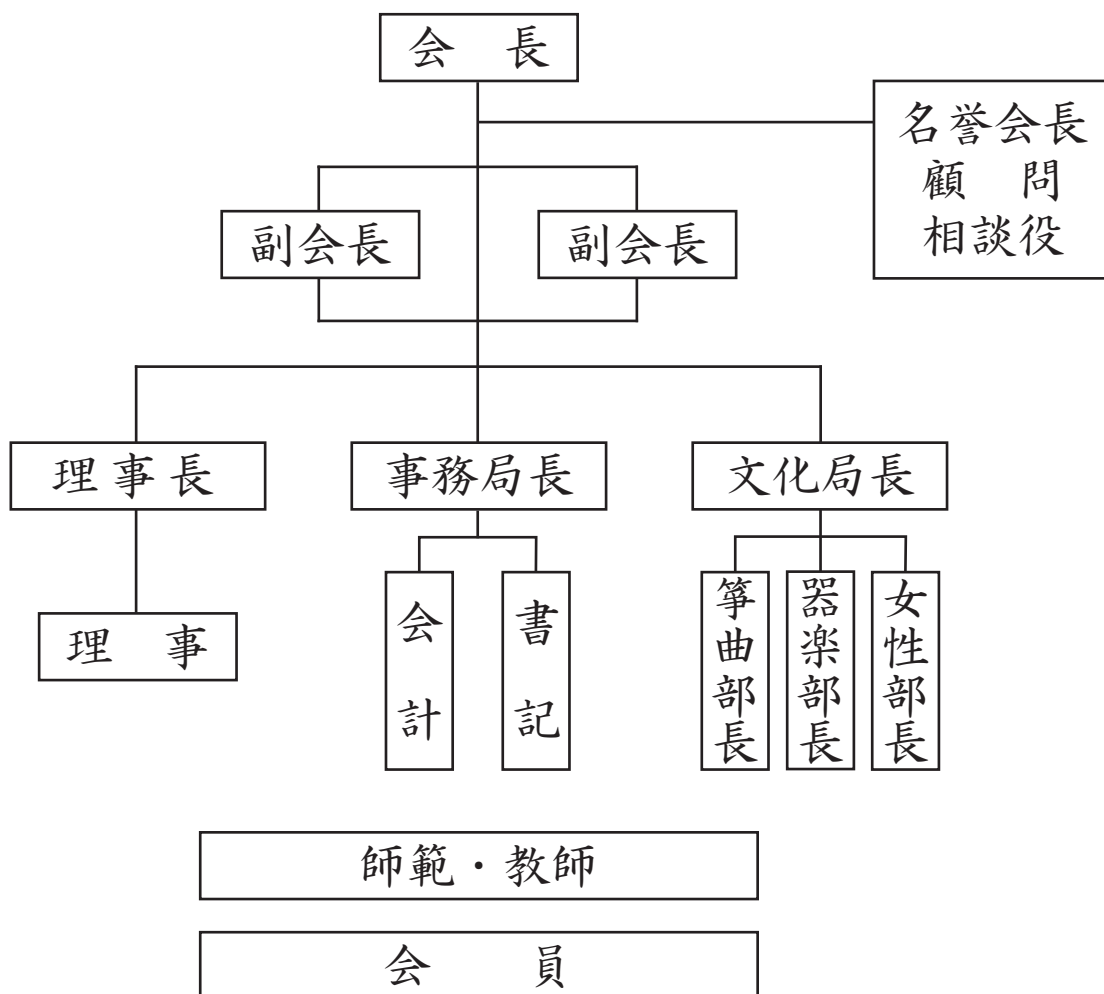 会　長
名誉会長
顧　問
相談役
副会長
副会長
理事長
事務局長
文化局長
理　事
会計
書記
箏曲部長
器楽部長
女性部長
師範・教師
会　員